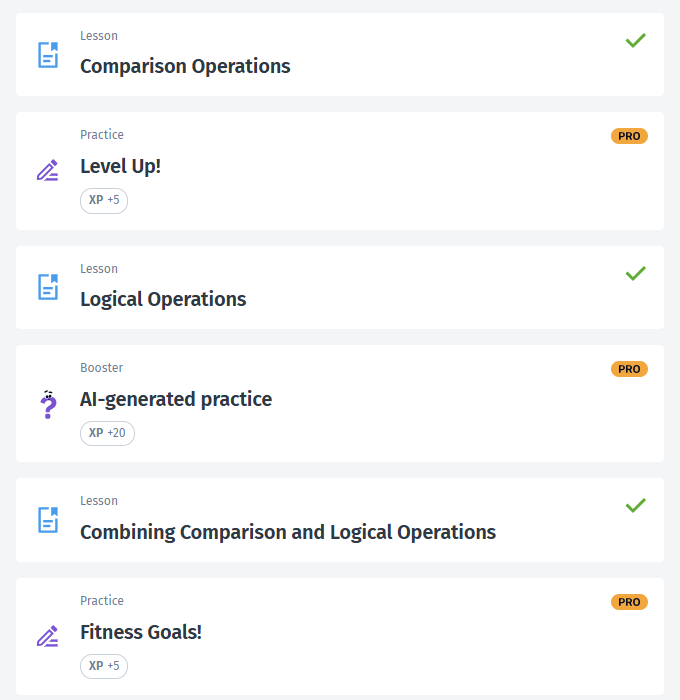 Lesson
Comparison Operations
Practice
PRO
Level Up!
XP +5
Lesson
Logical Operations
Booster
PRO
AI-generated practice
XP +20
Lesson
Combining Comparison and Logical Operations
Practice
PRO
Fitness Goals!
XP +5